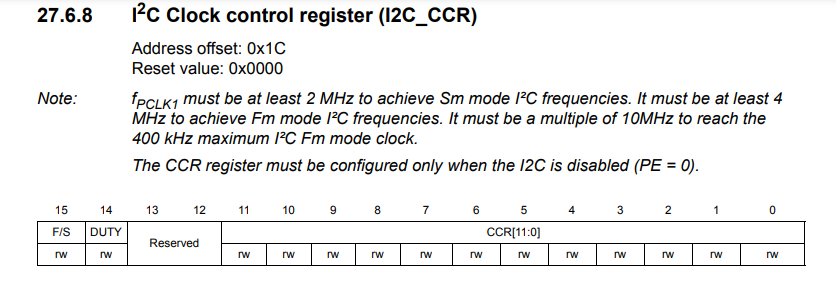 27.6.8 I²C Clock control register (I2C_CCR)
Address offset: 0x1C
Reset value: 0x0000
Note: fPCLK1 must be at least 2 MHz to achieve Sm mode I²C frequencies. It must be at least 4
MHz to achieve Fm mode I²C frequencies. It must be a multiple of 10MHz to reach the
400 kHz maximum I²C Fm mode clock.
The CCR register must be configured only when the I2C is disabled (PE = 0).
15 14 13 12 11 10 9 8 7 6 5 4 3 2 1 0
F/S DUTY Reserved CCR[11:0]
rw rw rw rw rw rw rw rw rw rw rw rw rw rw